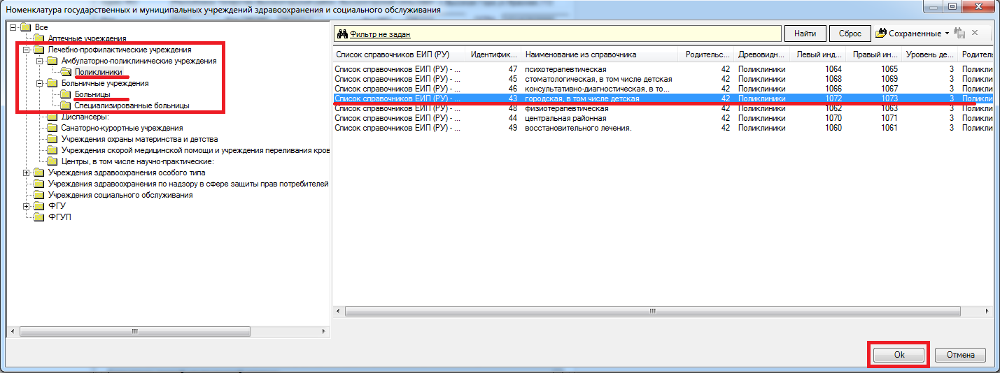 Номенклатура государственных и муниципальных учреждений здравоохранения и социального обслуживания
Все
Аптечные учреждения
Лечебно-профилактические учреждения
Амбулаторно-поликлинические учреждения
Поликлиники
Больничные учреждения
Больницы
Специализированные больницы
Диспансеры:
Санаторно-курортные учреждения
Учреждения охраны материнства и детства
Учреждения скорой медицинской помощи и учреждения переливания кров
Центры, в том числе научно-практические:
Учреждения здравоохранения особого типа
Учреждения здравоохранения по надзору в сфере защиты прав потребителей
Учреждения социального обслуживания
ФГУ
ФГУП
Фильтр не задан Найти Сброс Сохраненные
Список справочников ЕИП (РУ) Идентифик... Наименование из справочника Родительс... Древовидн... Левый инд... Правый ин... Уровень де... Родитель
Список справочников ЕИП (РУ) - ... 47 психотерапевтическая 42 Поликлиники 1064 1065 3 Поликли
Список справочников ЕИП (РУ) - ... 45 стоматологическая, в том числе детская 42 Поликлиники 1068 1069 3 Поликли
Список справочников ЕИП (РУ) - ... 46 консультативно-диагностическая, в то... 42 Поликлиники 1066 1067 3 Поликли
Список справочников ЕИП (РУ) - ... 43 городская, в том числе детская 42 Поликлиники 1072 1073 3 Поликли
Список справочников ЕИП (РУ) - ... 48 физиотерапевтическая 42 Поликлиники 1062 1063 3 Поликли
Список справочников ЕИП (РУ) - ... 44 центральная районная 42 Поликлиники 1070 1071 3 Поликли
Список справочников ЕИП (РУ) - ... 49 восстановительного лечения. 42 Поликлиники 1060 1061 3 Поликли
Ok Отмена